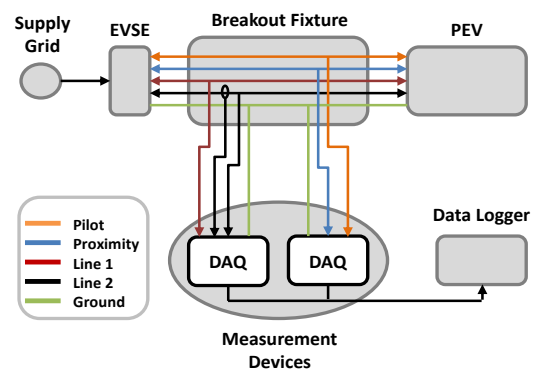 Supply
Grid
EVSE
Breakout Fixture
PEV
Pilot
Proximity
Line 1
Line 2
Ground
DAQ
DAQ
Data Logger
Measurement
Devices